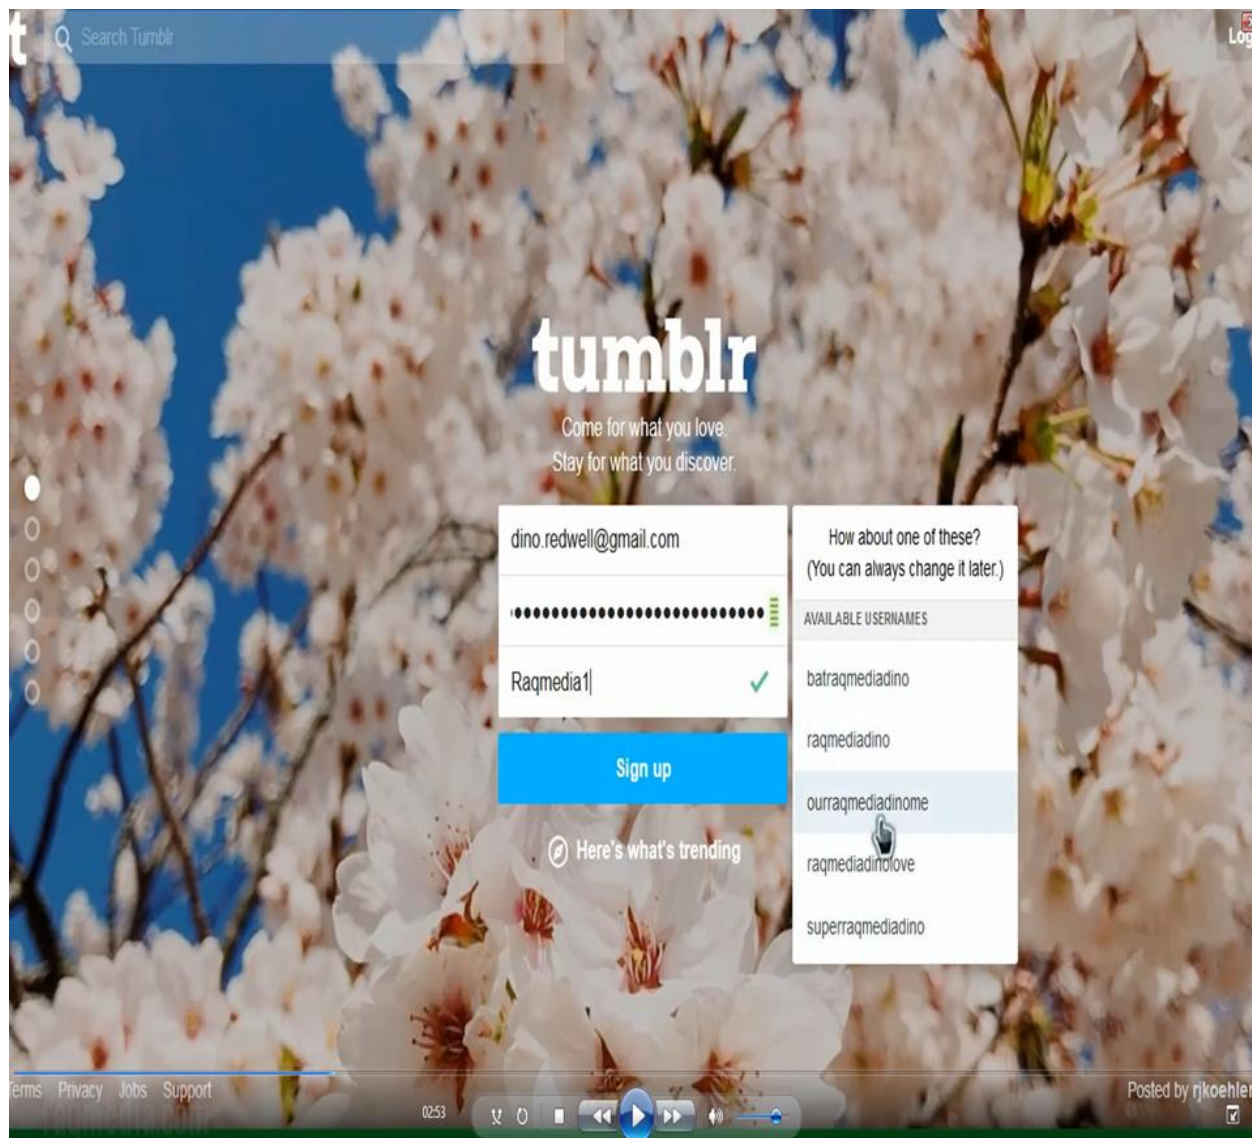 t
Search Tumblr
Log
tumblr
Come for what you love.
Stay for what you discover.
dino.redwell@gmail.com
How about one of these?
(You can always change it later.)
AVAILABLE USERNAMES
Raqmedia1
batraqmediadino
raqmediadino
Sign up
ourraqmediadinome
Here's what's trending
raqmediadinolove
superraqmediadino
Terms Privacy Jobs Support
Posted by rjkoehler
02:53